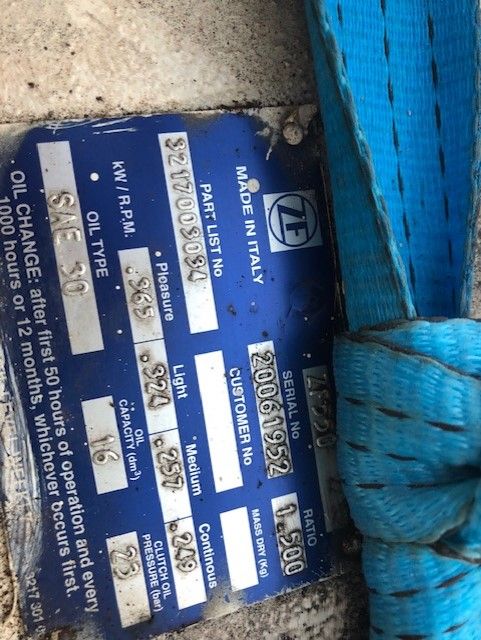 ZF
MADE IN ITALY
ZF550
RATIO
1.500
SERIAL No
20061952
MASS DRY (Kg)
PART LIST No
3217003034
CUSTOMER No
Pleasure Light Medium Continous
kW / R.P.M.
.365 .324 .257 .249
OIL TYPE
SAE 30
OIL CAPACITY (dm³)
16
CLUTCH OIL PRESSURE (bar)
23
OIL CHANGE: after first 50 hours of operation and every
1000 hours or 12 months, whichever occurs first.